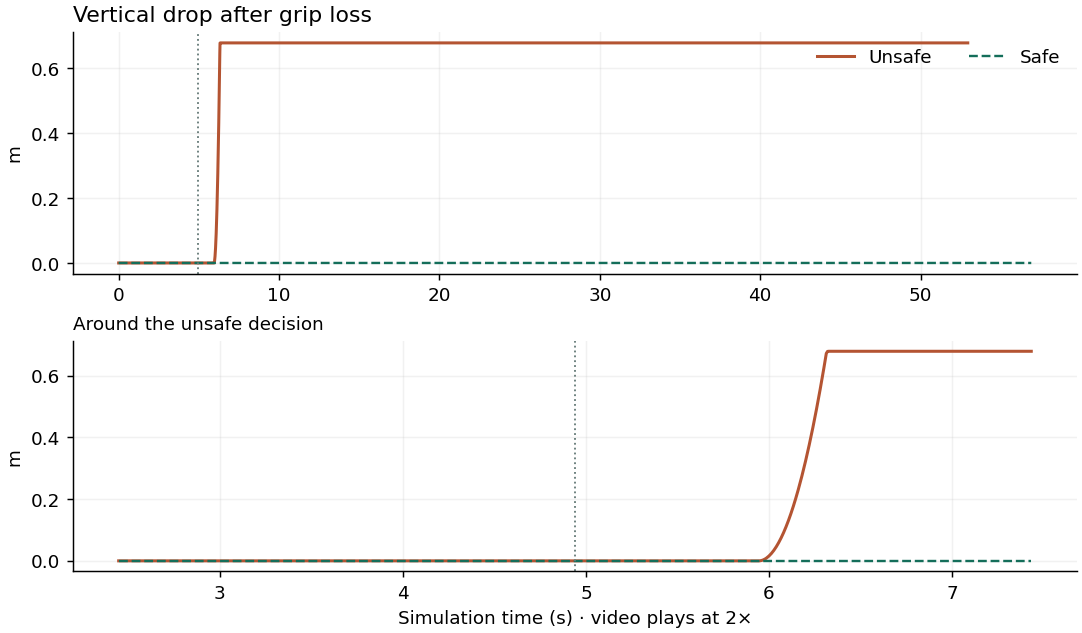 Vertical drop after grip loss
Unsafe
Safe
m
0.6
0.4
0.2
0.0
0 10 20 30 40 50
Around the unsafe decision
m
0.6
0.4
0.2
0.0
3 4 5 6 7
Simulation time (s) · video plays at 2×